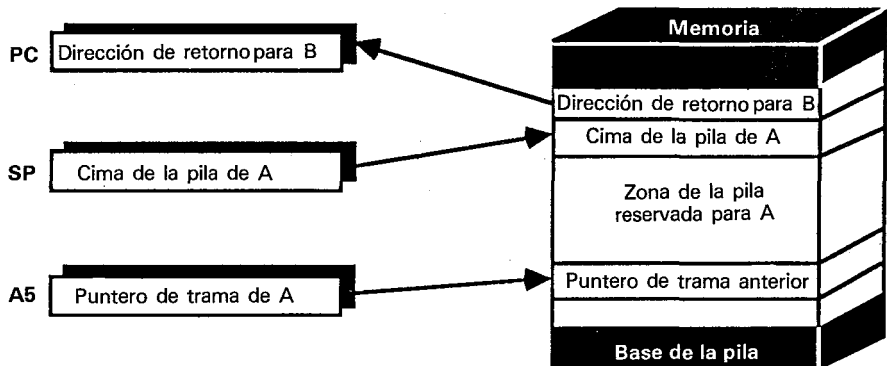 Memoria
PC
Dirección de retorno para B
Dirección de retorno para B
Cima de la pila de A
SP
Cima de la pila de A
Zona de la pila
reservada para A
A5
Puntero de trama de A
Puntero de trama anterior
Base de la pila